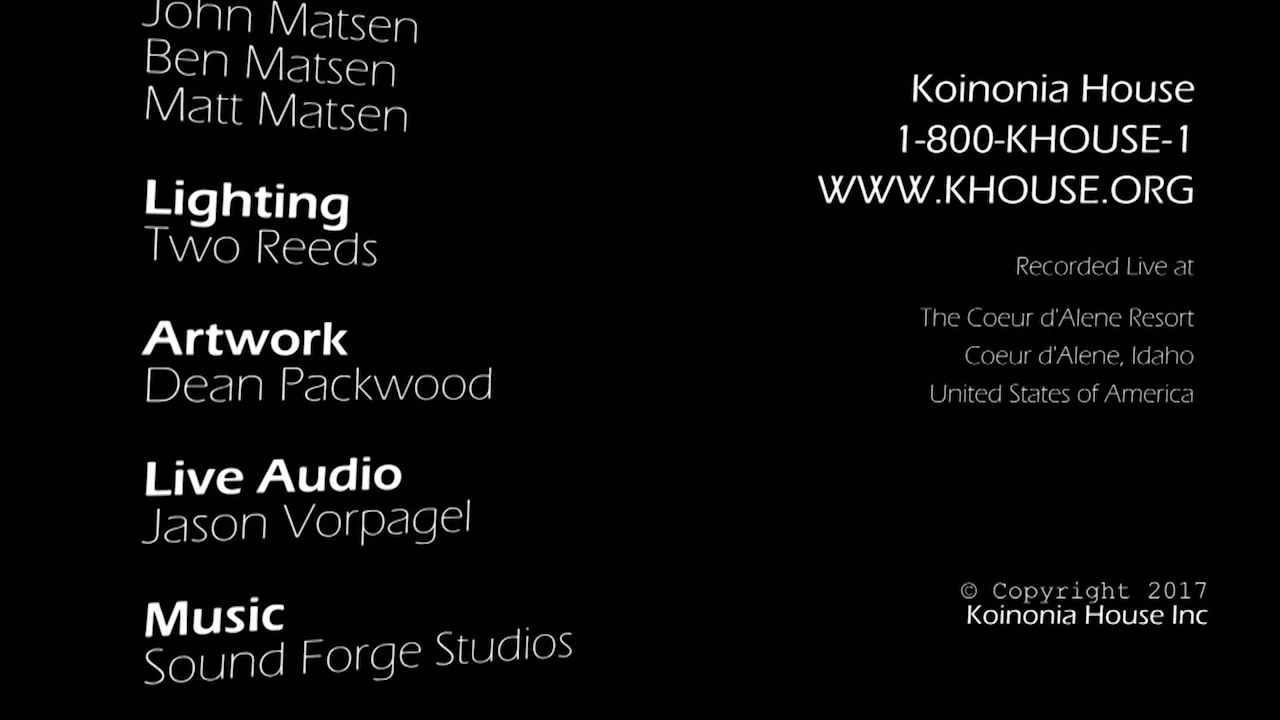 John Matsen
Ben Matsen
Matt Matsen
Lighting
Two Reeds
Artwork
Dean Packwood
Live Audio
Jason Vorpagel
Music
Sound Forge Studios
Koinonia House
1-800-KHOUSE-1
WWW.KHOUSE.ORG
Recorded Live at
The Coeur d'Alene Resort
Coeur d'Alene, Idaho
United States of America
© Copyright 2017
Koinonia House Inc